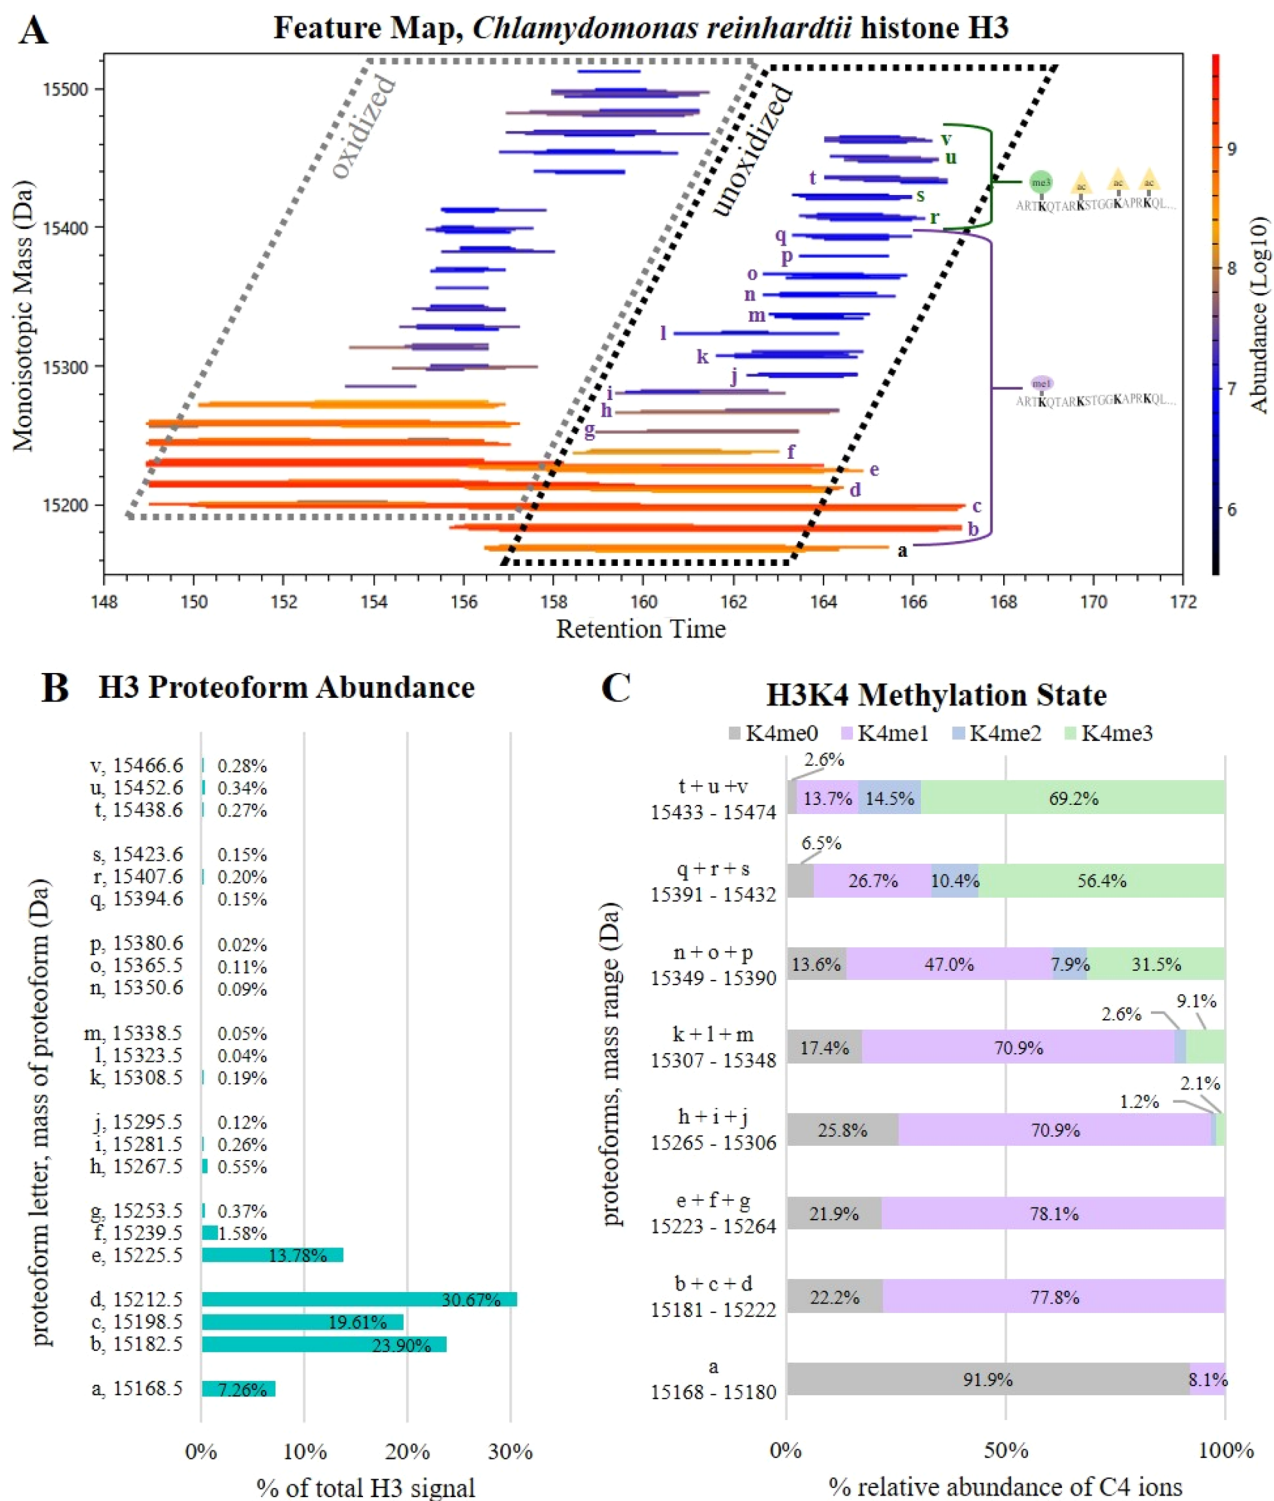 A
Feature Map, Chlamydomonas reinhardtii histone H3
Monoisotopic Mass (Da)
15500
15400
15300
15200
oxidized
unoxidized
v
u
t
s
r
q
p
o
n
m
l
k
j
i
h
g
f
e
d
c
b
a
me3
ac
ac
ac
ARTKQTARKSTGGKAPRKQL...
me1
ARTKQTARKSTGGKAPRKQL...
9
8
7
6
Abundance (Log10)
148 150 152 154 156 158 160 162 164 166 168 170 172
Retention Time
B
H3 Proteoform Abundance
proteoform letter, mass of proteoform (Da)
v, 15466.6 0.28%
u, 15452.6 0.34%
t, 15438.6 0.27%
s, 15423.6 0.15%
r, 15407.6 0.20%
q, 15394.6 0.15%
p, 15380.6 0.02%
o, 15365.5 0.11%
n, 15350.6 0.09%
m, 15338.5 0.05%
l, 15323.5 0.04%
k, 15308.5 0.19%
j, 15295.5 0.12%
i, 15281.5 0.26%
h, 15267.5 0.55%
g, 15253.5 0.37%
f, 15239.5 1.58%
e, 15225.5 13.78%
d, 15212.5 30.67%
c, 15198.5 19.61%
b, 15182.5 23.90%
a, 15168.5 7.26%
0% 10% 20% 30%
% of total H3 signal
C
H3K4 Methylation State
K4me0 K4me1 K4me2 K4me3
proteoforms, mass range (Da)
2.6%
t + u +v
15433 - 15474
13.7% 14.5% 69.2%
6.5%
q + r + s
15391 - 15432
26.7% 10.4% 56.4%
n + o + p
15349 - 15390
13.6% 47.0% 7.9% 31.5%
9.1%
2.6%
k + l + m
15307 - 15348
17.4% 70.9%
2.1%
1.2%
h + i + j
15265 - 15306
25.8% 70.9%
e + f + g
15223 - 15264
21.9% 78.1%
b + c + d
15181 - 15222
22.2% 77.8%
a
15168 - 15180
91.9% 8.1%
0% 50% 100%
% relative abundance of C4 ions